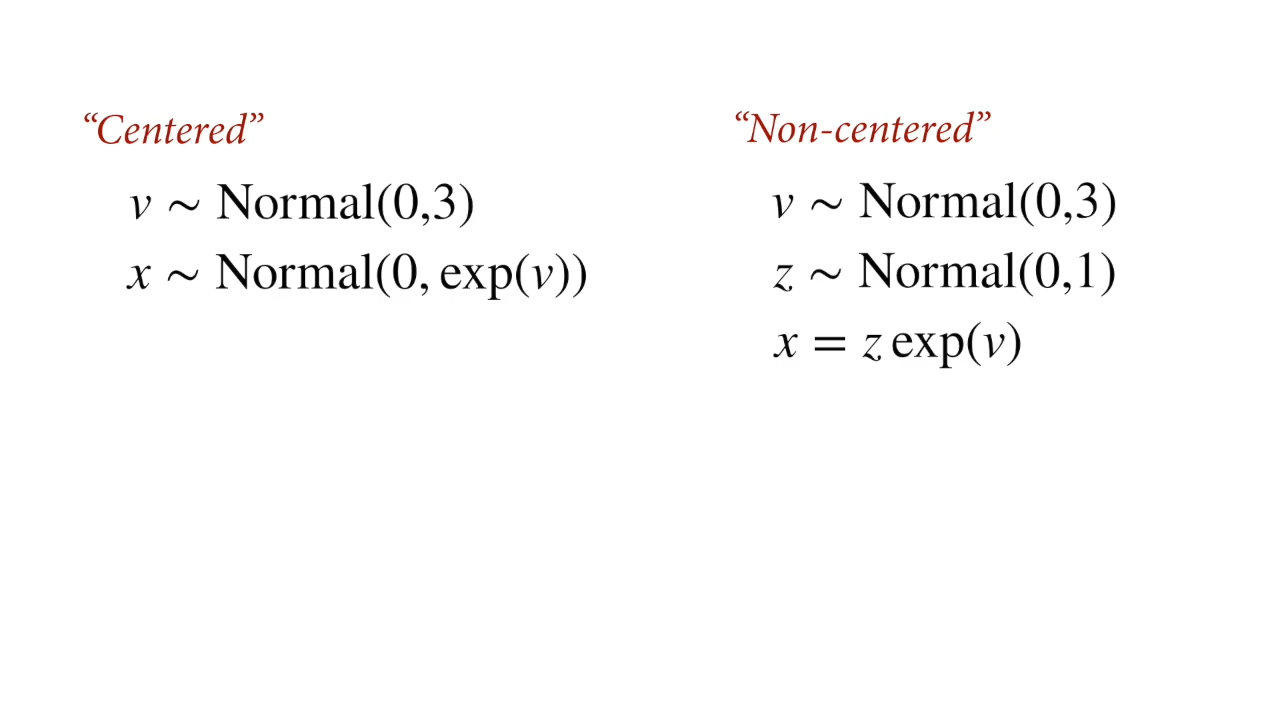 “Centered”
v ∼ Normal(0,3)
x ∼ Normal(0, exp(v))
“Non-centered”
v ∼ Normal(0,3)
z ∼ Normal(0,1)
x = z exp(v)